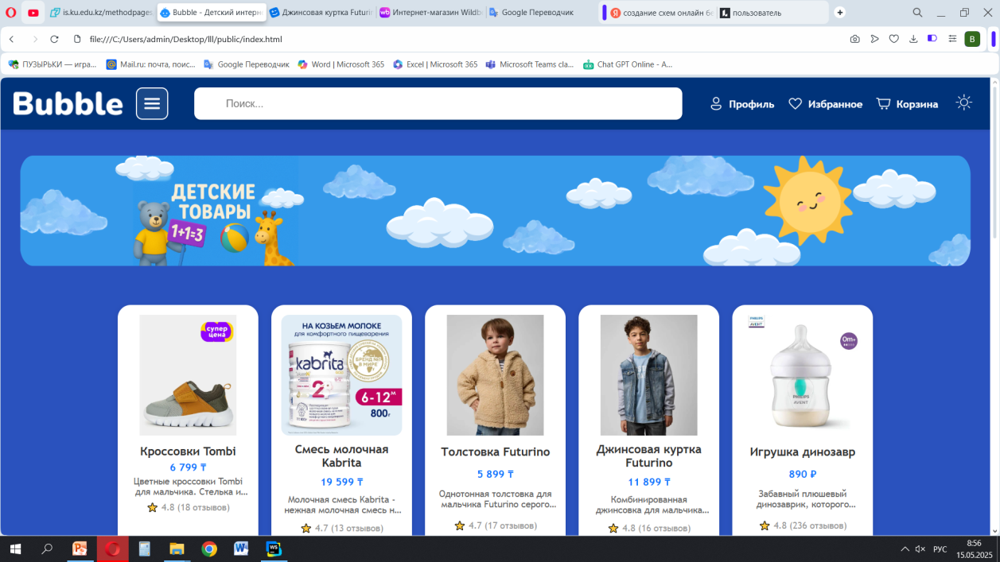 is.ku.edu.kz/methodpages
Bubble - Детский интерн
Джинсовая куртка Futuri
Интернет-магазин Wildb
Google Переводчик
создание схем онлайн бе
пользователь
file:///C:/Users/admin/Desktop/lll/public/index.html
B
ПУЗЫРЬКИ — игра...
Mail.ru: почта, поис...
Google Переводчик
Word | Microsoft 365
Excel | Microsoft 365
Microsoft Teams cla...
Chat GPT Online - A...
Bubble
Поиск...
Профиль
Избранное
Корзина
ДЕТСКИЕ
ТОВАРЫ
1+1=3
супер
цена
Кроссовки Tombi
6 799 ₸
Цветные кроссовки Tombi
для мальчика. Стелька и...
4.8 (18 отзывов)
НА КОЗЬЕМ МОЛОКЕ
для комфортного пищеварения
kabrita
2
БРЕНД №1
В МИРЕ
6-12 М
800г
Смесь молочная
Kabrita
19 599 ₸
Молочная смесь Kabrita -
нежная молочная смесь н...
4.7 (13 отзывов)
Толстовка Futurino
5 899 ₸
Однотонная толстовка для
мальчика Futurino серого...
4.7 (17 отзывов)
Джинсовая куртка
Futurino
11 899 ₸
Комбинированная
джинсовка для мальчика...
4.8 (16 отзывов)
PHILIPS
AVENT
0m+
PHILIPS
AVENT
Игрушка динозавр
890 ₽
Забавный плюшевый
динозаврик, которого...
4.8 (236 отзывов)
РУС
8:56
15.05.2025